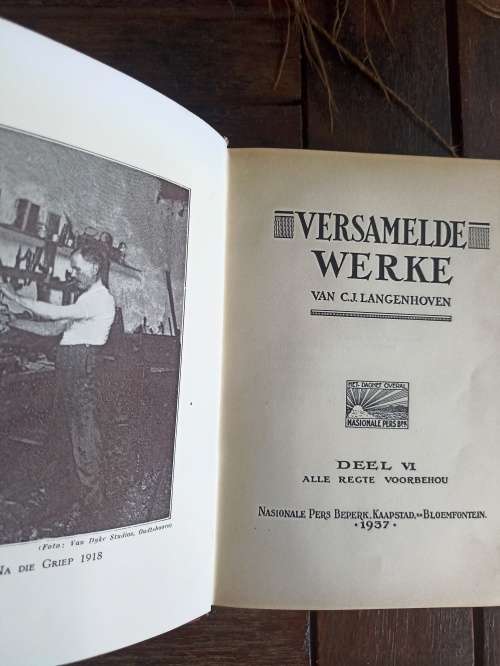 (Foto: Van Dyke Studios, Oudtshoorn)
NA DIE GRIEP 1918
VERSAMELDE
WERKE
VAN C.J. LANGENHOVEN
HET DAGHET OVERAL
NASIONALE PERS BPK.
DEEL VI
ALLE REGTE VOORBEHOU
NASIONALE PERS BEPERK, KAAPSTAD, EN BLOEMFONTEIN.
·1937·